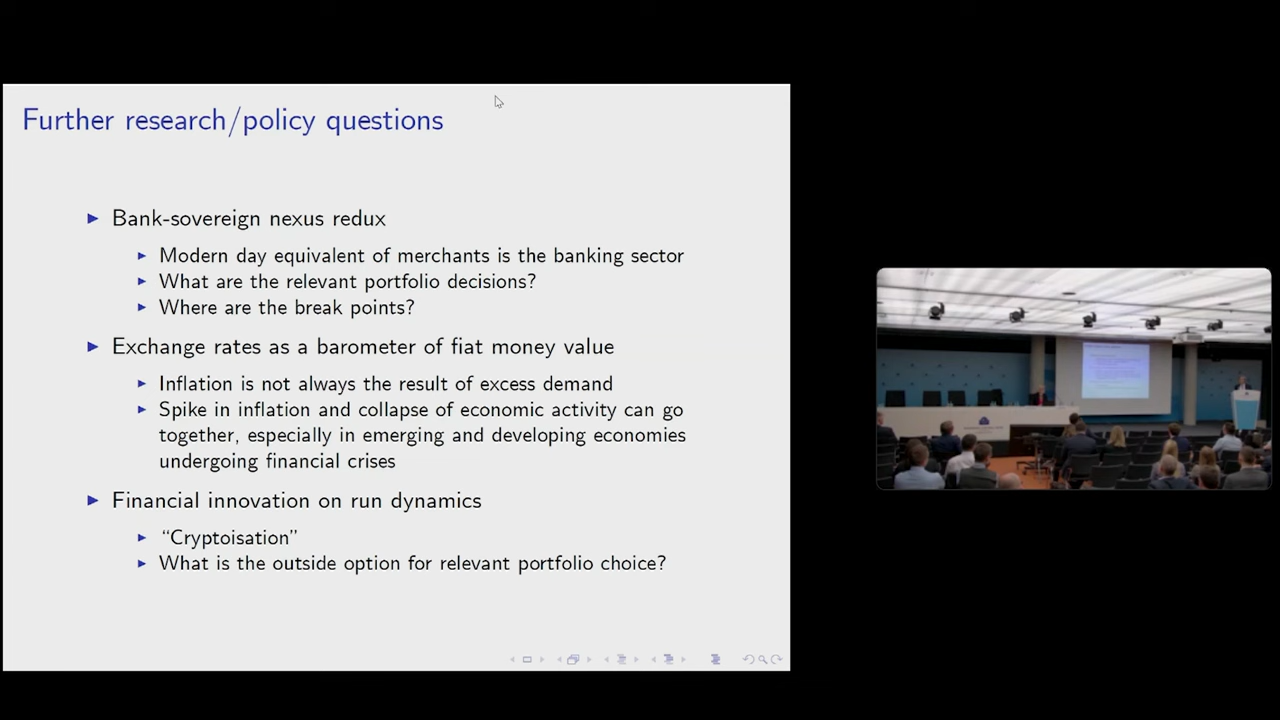 Further research/policy questions
Bank-sovereign nexus redux
Modern day equivalent of merchants is the banking sector
What are the relevant portfolio decisions?
Where are the break points?
Exchange rates as a barometer of fiat money value
Inflation is not always the result of excess demand
Spike in inflation and collapse of economic activity can go
together, especially in emerging and developing economies
undergoing financial crises
Financial innovation on run dynamics
“Cryptoisation”
What is the outside option for relevant portfolio choice?